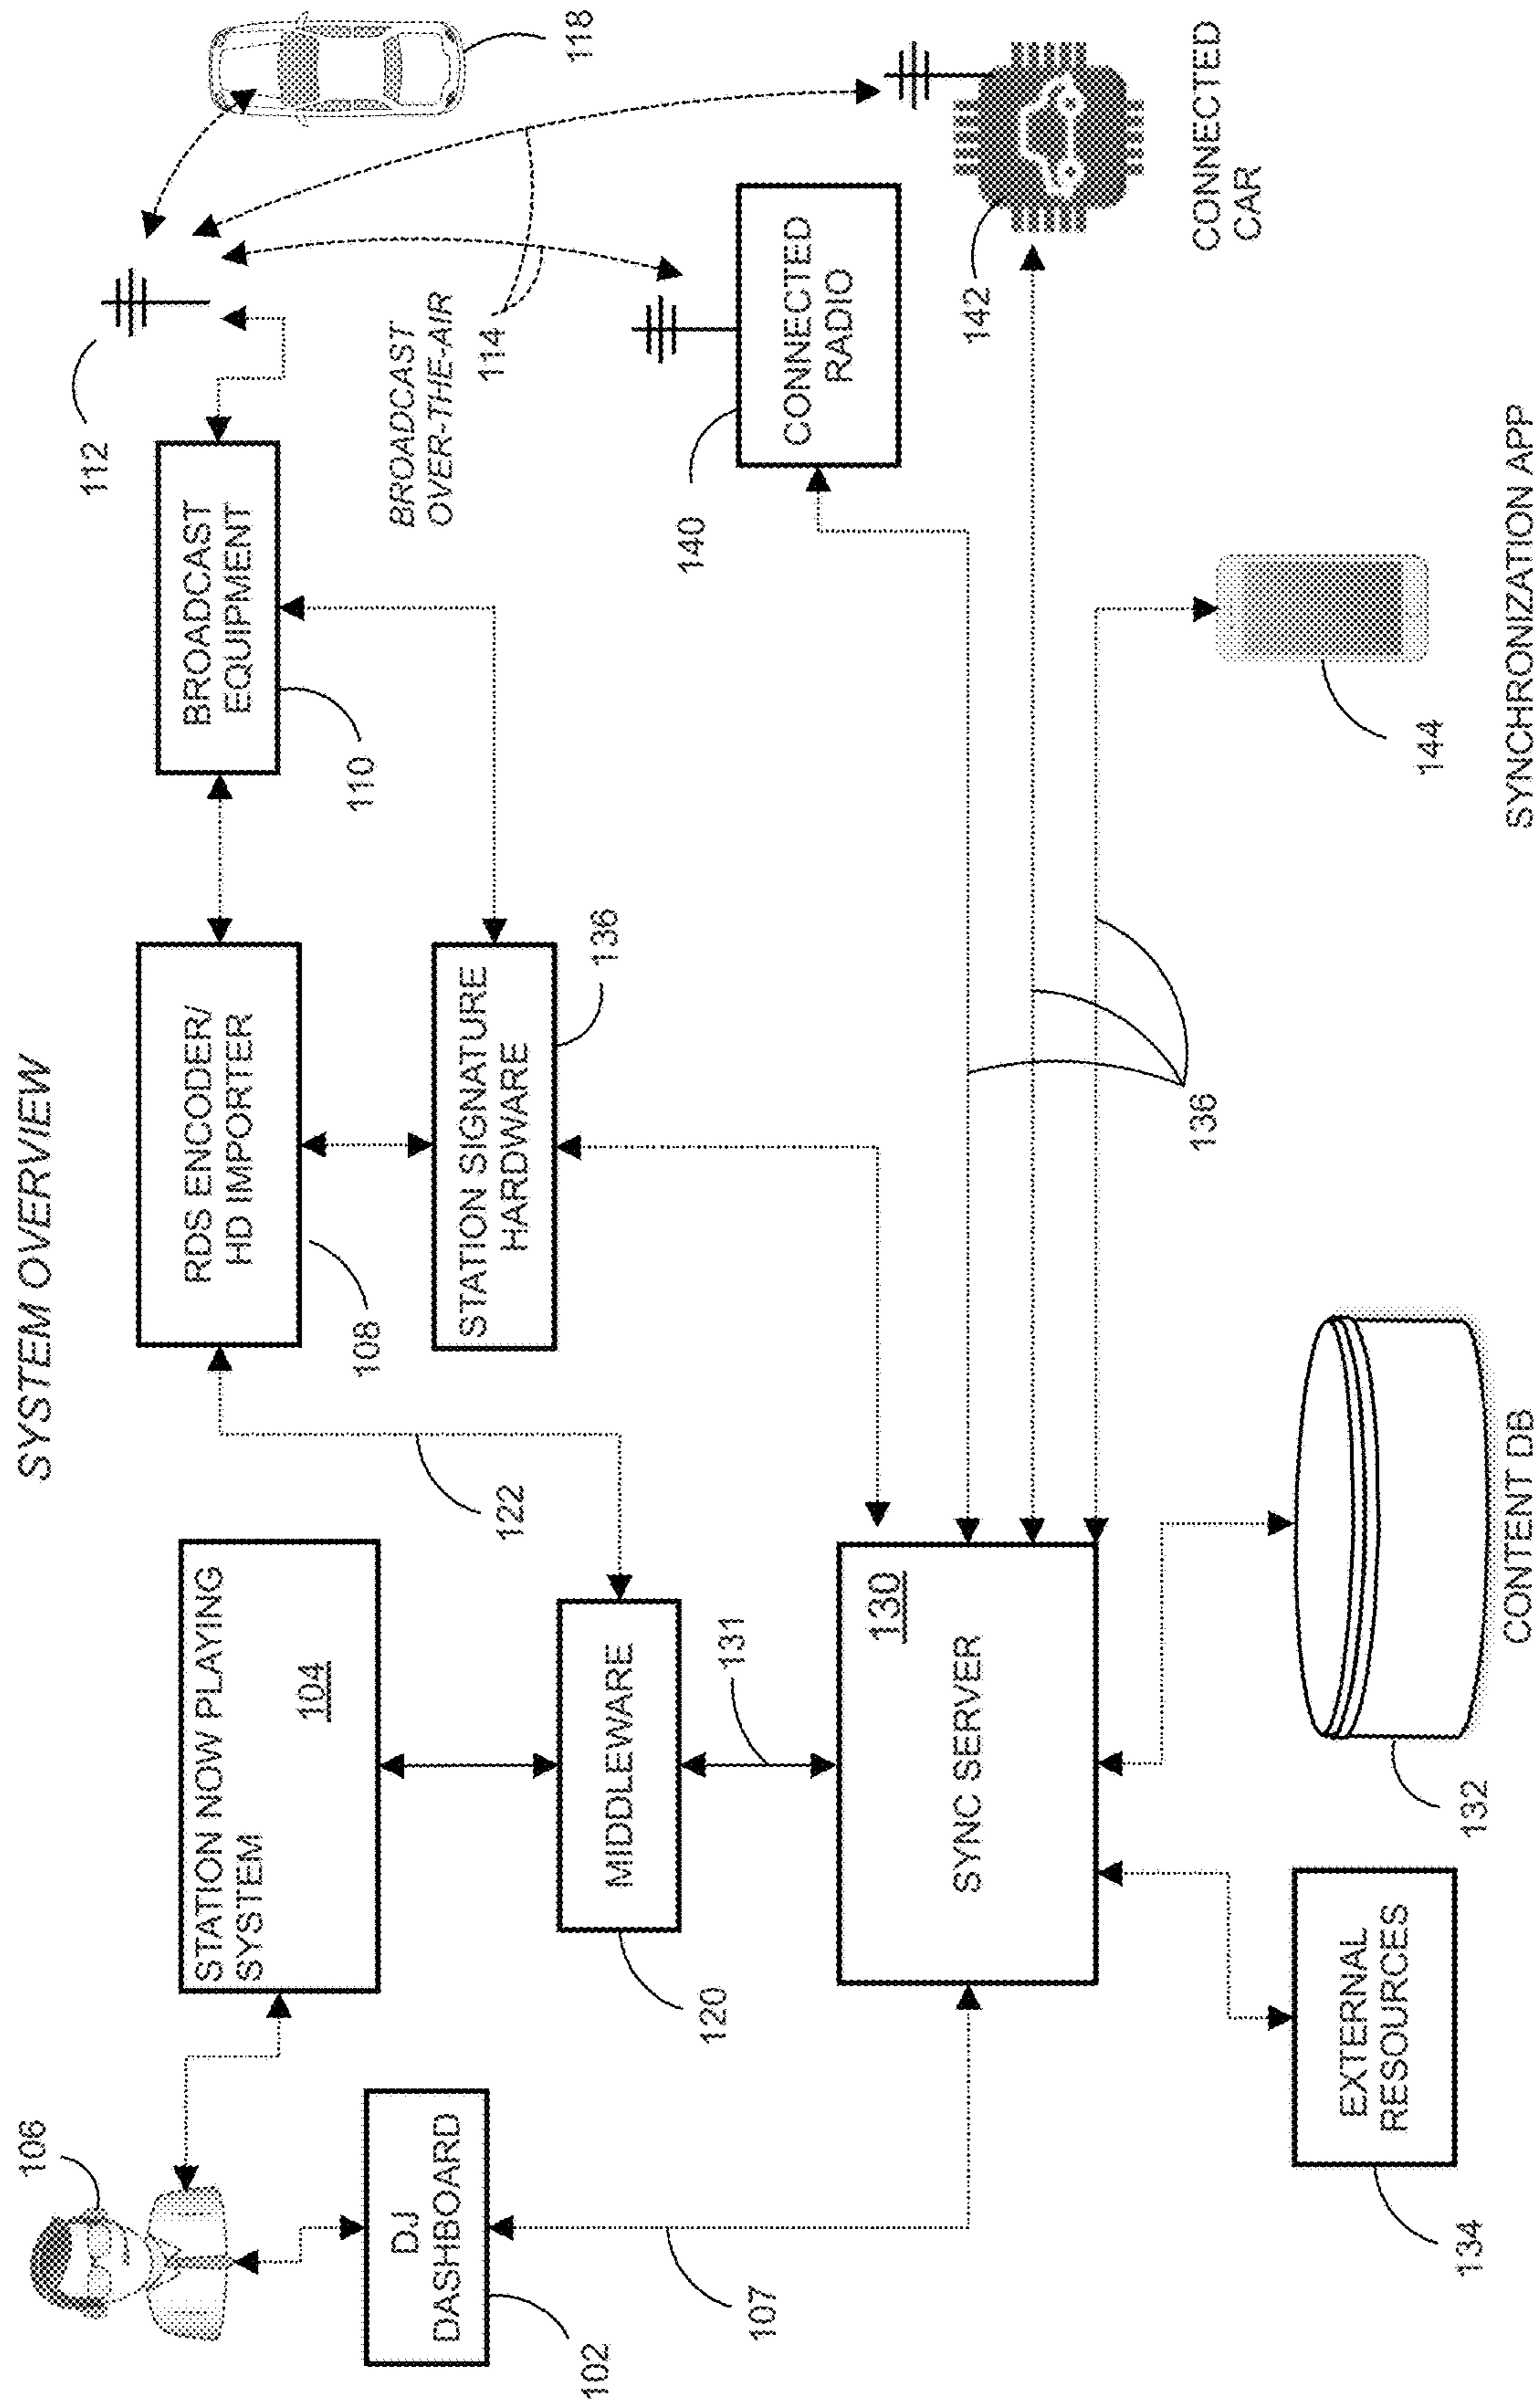 SYSTEM OVERVIEW
106
STATION NOW PLAYING
SYSTEM
104
RDS ENCODER/
HD IMPORTER
108
BROADCAST
EQUIPMENT
110
112
118
DJ
DASHBOARD
102
122
STATION SIGNATURE
HARDWARE
136
BROADCAST
OVER-THE-AIR
114
MIDDLEWARE
120
131
107
130
SYNC SERVER
140
CONNECTED
RADIO
142
CONNECTED
CAR
136
EXTERNAL
RESOURCES
134
132
CONTENT DB
144
SYNCHRONIZATION APP